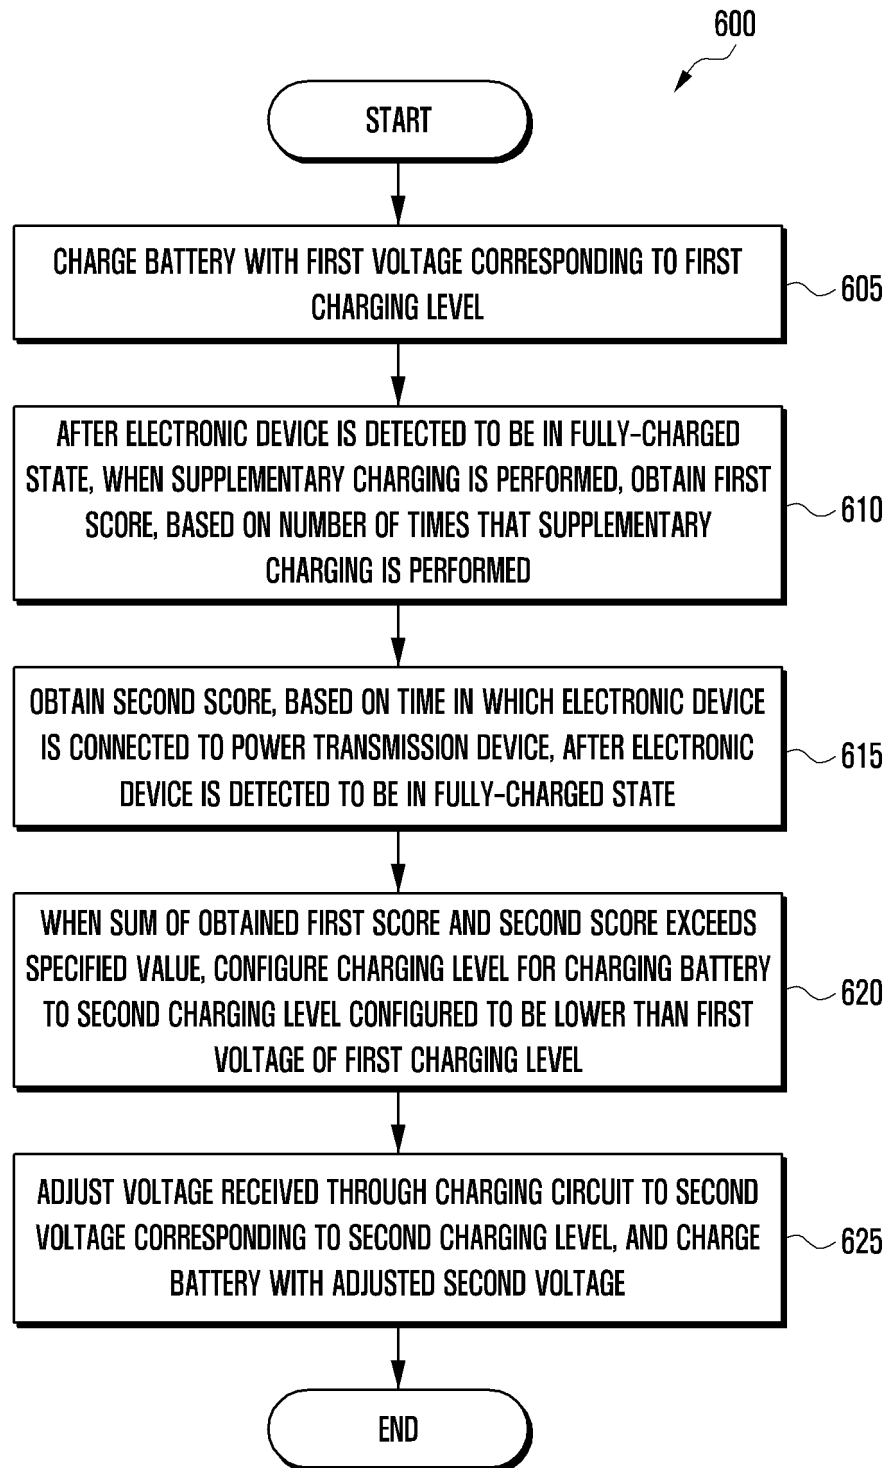 600
START
CHARGE BATTERY WITH FIRST VOLTAGE CORRESPONDING TO FIRST
CHARGING LEVEL
605
AFTER ELECTRONIC DEVICE IS DETECTED TO BE IN FULLY-CHARGED
STATE, WHEN SUPPLEMENTARY CHARGING IS PERFORMED, OBTAIN FIRST
SCORE, BASED ON NUMBER OF TIMES THAT SUPPLEMENTARY
CHARGING IS PERFORMED
610
OBTAIN SECOND SCORE, BASED ON TIME IN WHICH ELECTRONIC DEVICE
IS CONNECTED TO POWER TRANSMISSION DEVICE, AFTER ELECTRONIC
DEVICE IS DETECTED TO BE IN FULLY-CHARGED STATE
615
WHEN SUM OF OBTAINED FIRST SCORE AND SECOND SCORE EXCEEDS
SPECIFIED VALUE, CONFIGURE CHARGING LEVEL FOR CHARGING BATTERY
TO SECOND CHARGING LEVEL CONFIGURED TO BE LOWER THAN FIRST
VOLTAGE OF FIRST CHARGING LEVEL
620
ADJUST VOLTAGE RECEIVED THROUGH CHARGING CIRCUIT TO SECOND
VOLTAGE CORRESPONDING TO SECOND CHARGING LEVEL, AND CHARGE
BATTERY WITH ADJUSTED SECOND VOLTAGE
625
END